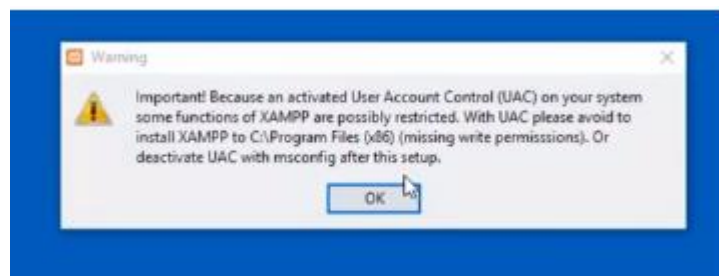 Warning
Important! Because an activated User Account Control (UAC) on your system
some functions of XAMPP are possibly restricted. With UAC please avoid to
install XAMPP to C:\Program Files (x86) (missing write permisssions). Or
deactivate UAC with msconfig after this setup.
OK